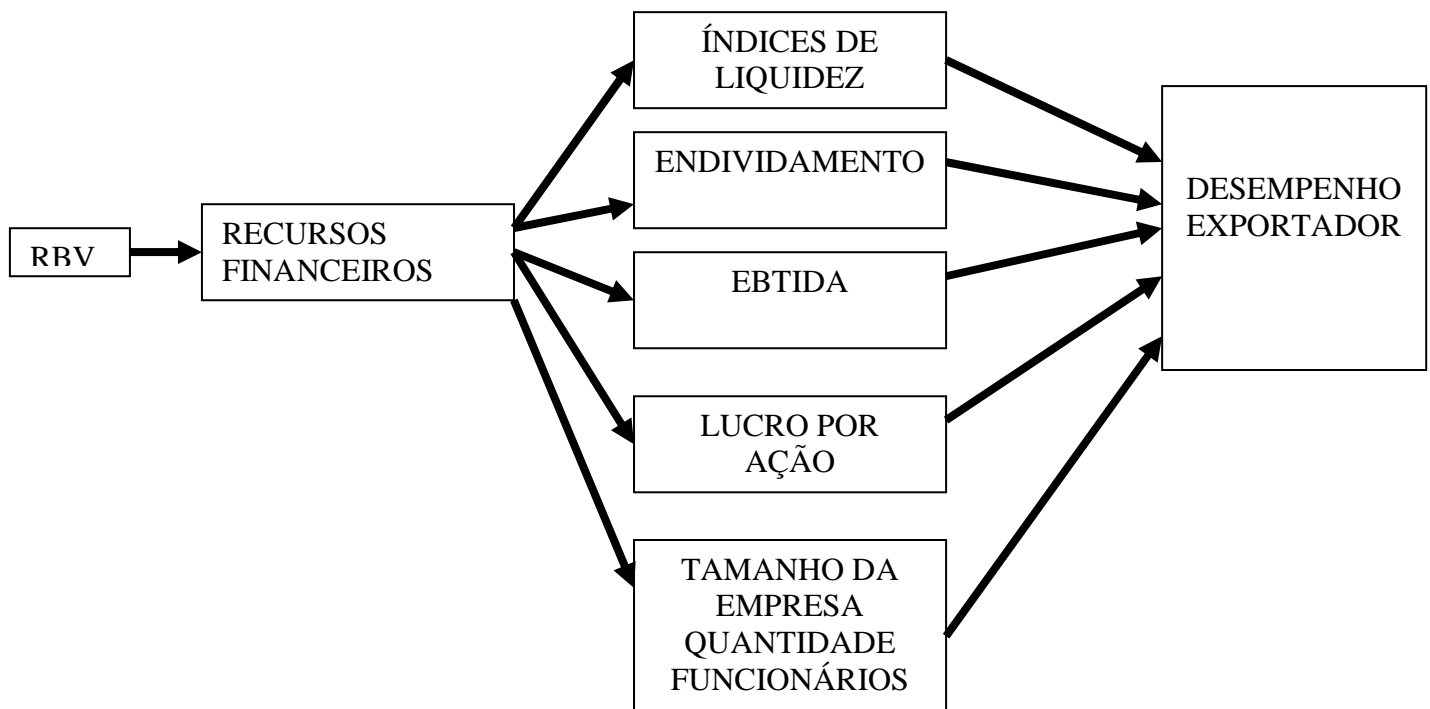 RBV
RECURSOS
FINANCEIROS
ÍNDICES DE
LIQUIDEZ
ENDIVIDAMENTO
EBTIDA
LUCRO POR
AÇÃO
TAMANHO DA
EMPRESA
QUANTIDADE
FUNCIONÁRIOS
DESEMPENHO
EXPORTADOR